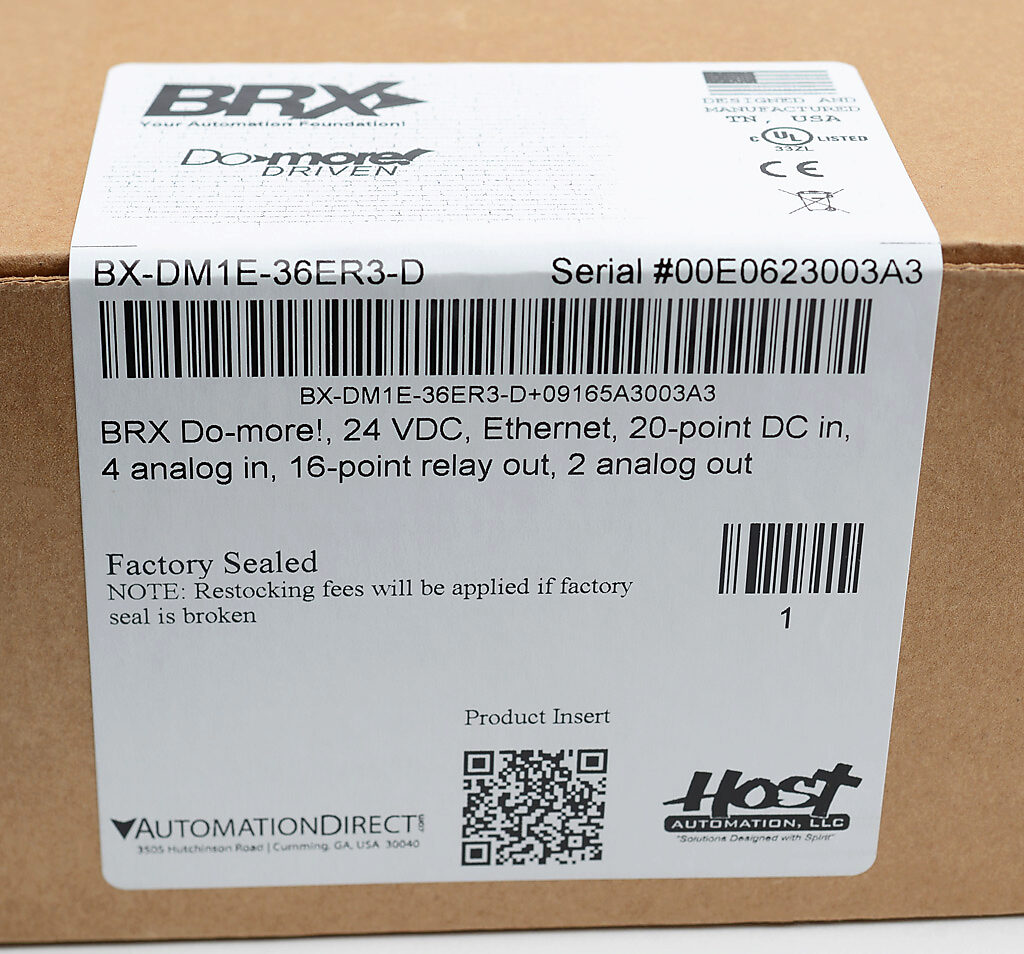 BRX
Your Automation Foundation!
Do-more!
DRIVEN
DESIGNED AND
MANUFACTURED
TN, USA
C UL US LISTED
33ZL
CE
BX-DM1E-36ER3-D
Serial #00E0623003A3
BX-DM1E-36ER3-D+09165A3003A3
BRX Do-more!, 24 VDC, Ethernet, 20-point DC in,
4 analog in, 16-point relay out, 2 analog out
Factory Sealed
NOTE: Restocking fees will be applied if factory
seal is broken
1
Product Insert
AUTOMATIONDIRECT.com
3505 Hutchinson Road | Cumming, GA, USA 30040
HOST
AUTOMATION, LLC
"Solutions Designed with Spirit"